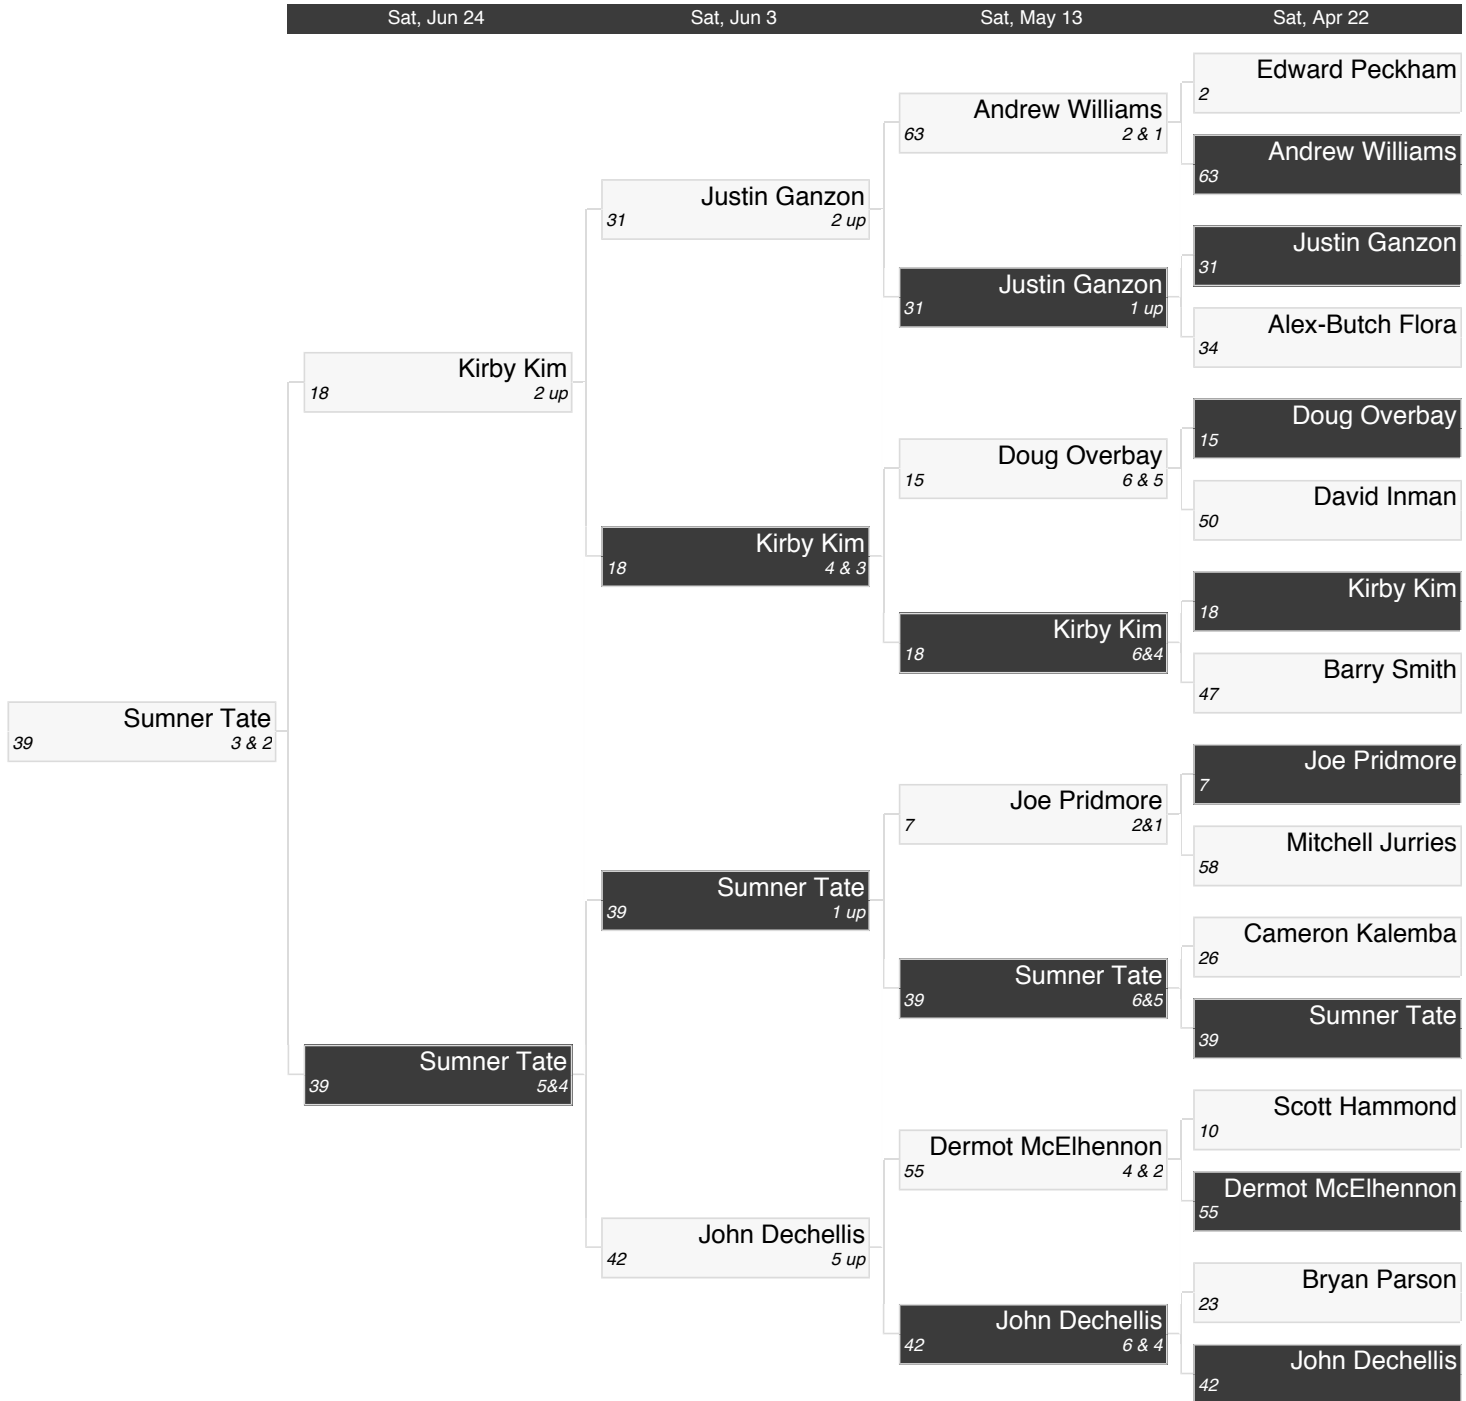 Sat, Jun 24
Sat, Jun 3
Sat, May 13
Sat, Apr 22
Edward Peckham
2
Andrew Williams
63
2 & 1
Andrew Williams
63
Justin Ganzon
31
2 up
Justin Ganzon
31
Justin Ganzon
31
1 up
Alex-Butch Flora
34
Kirby Kim
18
2 up
Doug Overbay
15
Doug Overbay
15
6 & 5
David Inman
50
Kirby Kim
18
4 & 3
Kirby Kim
18
Kirby Kim
18
6&4
Barry Smith
47
Sumner Tate
39
3 & 2
Joe Pridmore
7
Joe Pridmore
7
2&1
Mitchell Jurries
58
Sumner Tate
39
1 up
Cameron Kalemba
26
Sumner Tate
39
6&5
Sumner Tate
39
Sumner Tate
39
5&4
Scott Hammond
10
Dermot McElhennon
55
4 & 2
Dermot McElhennon
55
John Dechellis
42
5 up
Bryan Parson
23
John Dechellis
42
6 & 4
John Dechellis
42